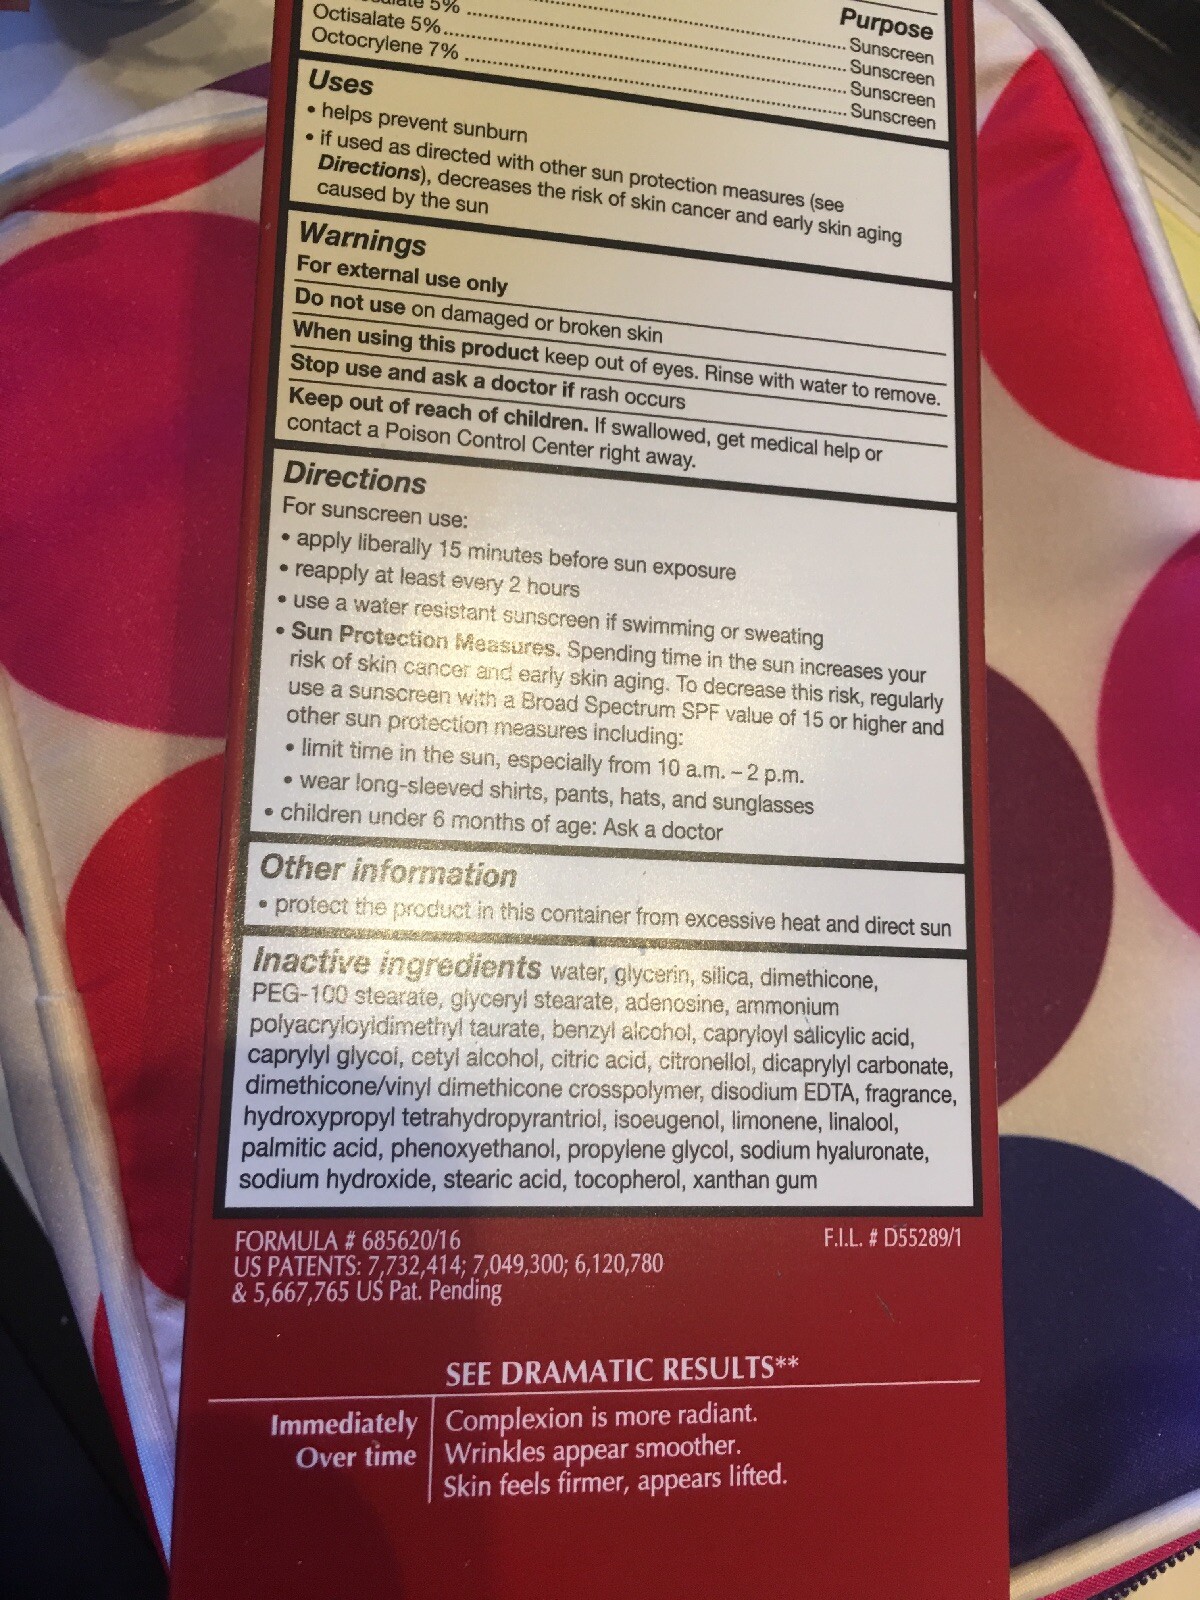 Purpose
5% ........ Sunscreen
Octisalate 5% ........ Sunscreen
Octocrylene 7% ........ Sunscreen
Sunscreen
Uses
• helps prevent sunburn
• if used as directed with other sun protection measures (see
Directions), decreases the risk of skin cancer and early skin aging
caused by the sun
Warnings
For external use only
Do not use on damaged or broken skin
When using this product keep out of eyes. Rinse with water to remove.
Stop use and ask a doctor if rash occurs
Keep out of reach of children. If swallowed, get medical help or
contact a Poison Control Center right away.
Directions
For sunscreen use:
• apply liberally 15 minutes before sun exposure
• reapply at least every 2 hours
• use a water resistant sunscreen if swimming or sweating
• Sun Protection Measures. Spending time in the sun increases your
risk of skin cancer and early skin aging. To decrease this risk, regularly
use a sunscreen with a Broad Spectrum SPF value of 15 or higher and
other sun protection measures including:
• limit time in the sun, especially from 10 a.m. – 2 p.m.
• wear long-sleeved shirts, pants, hats, and sunglasses
• children under 6 months of age: Ask a doctor
Other information
• protect the product in this container from excessive heat and direct sun
Inactive ingredients water, glycerin, silica, dimethicone,
PEG-100 stearate, glyceryl stearate, adenosine, ammonium
polyacryloyldimethyl taurate, benzyl alcohol, capryloyl salicylic acid,
caprylyl glycol, cetyl alcohol, citric acid, citronellol, dicaprylyl carbonate,
dimethicone/vinyl dimethicone crosspolymer, disodium EDTA, fragrance,
hydroxypropyl tetrahydropyrantriol, isoeugenol, limonene, linalool,
palmitic acid, phenoxyethanol, propylene glycol, sodium hyaluronate,
sodium hydroxide, stearic acid, tocopherol, xanthan gum
FORMULA # 685620/16 F.I.L. # D55289/1
US PATENTS: 7,732,414; 7,049,300; 6,120,780
& 5,667,765 US Pat. Pending
SEE DRAMATIC RESULTS**
Immediately Complexion is more radiant.
Over time Wrinkles appear smoother.
Skin feels firmer, appears lifted.